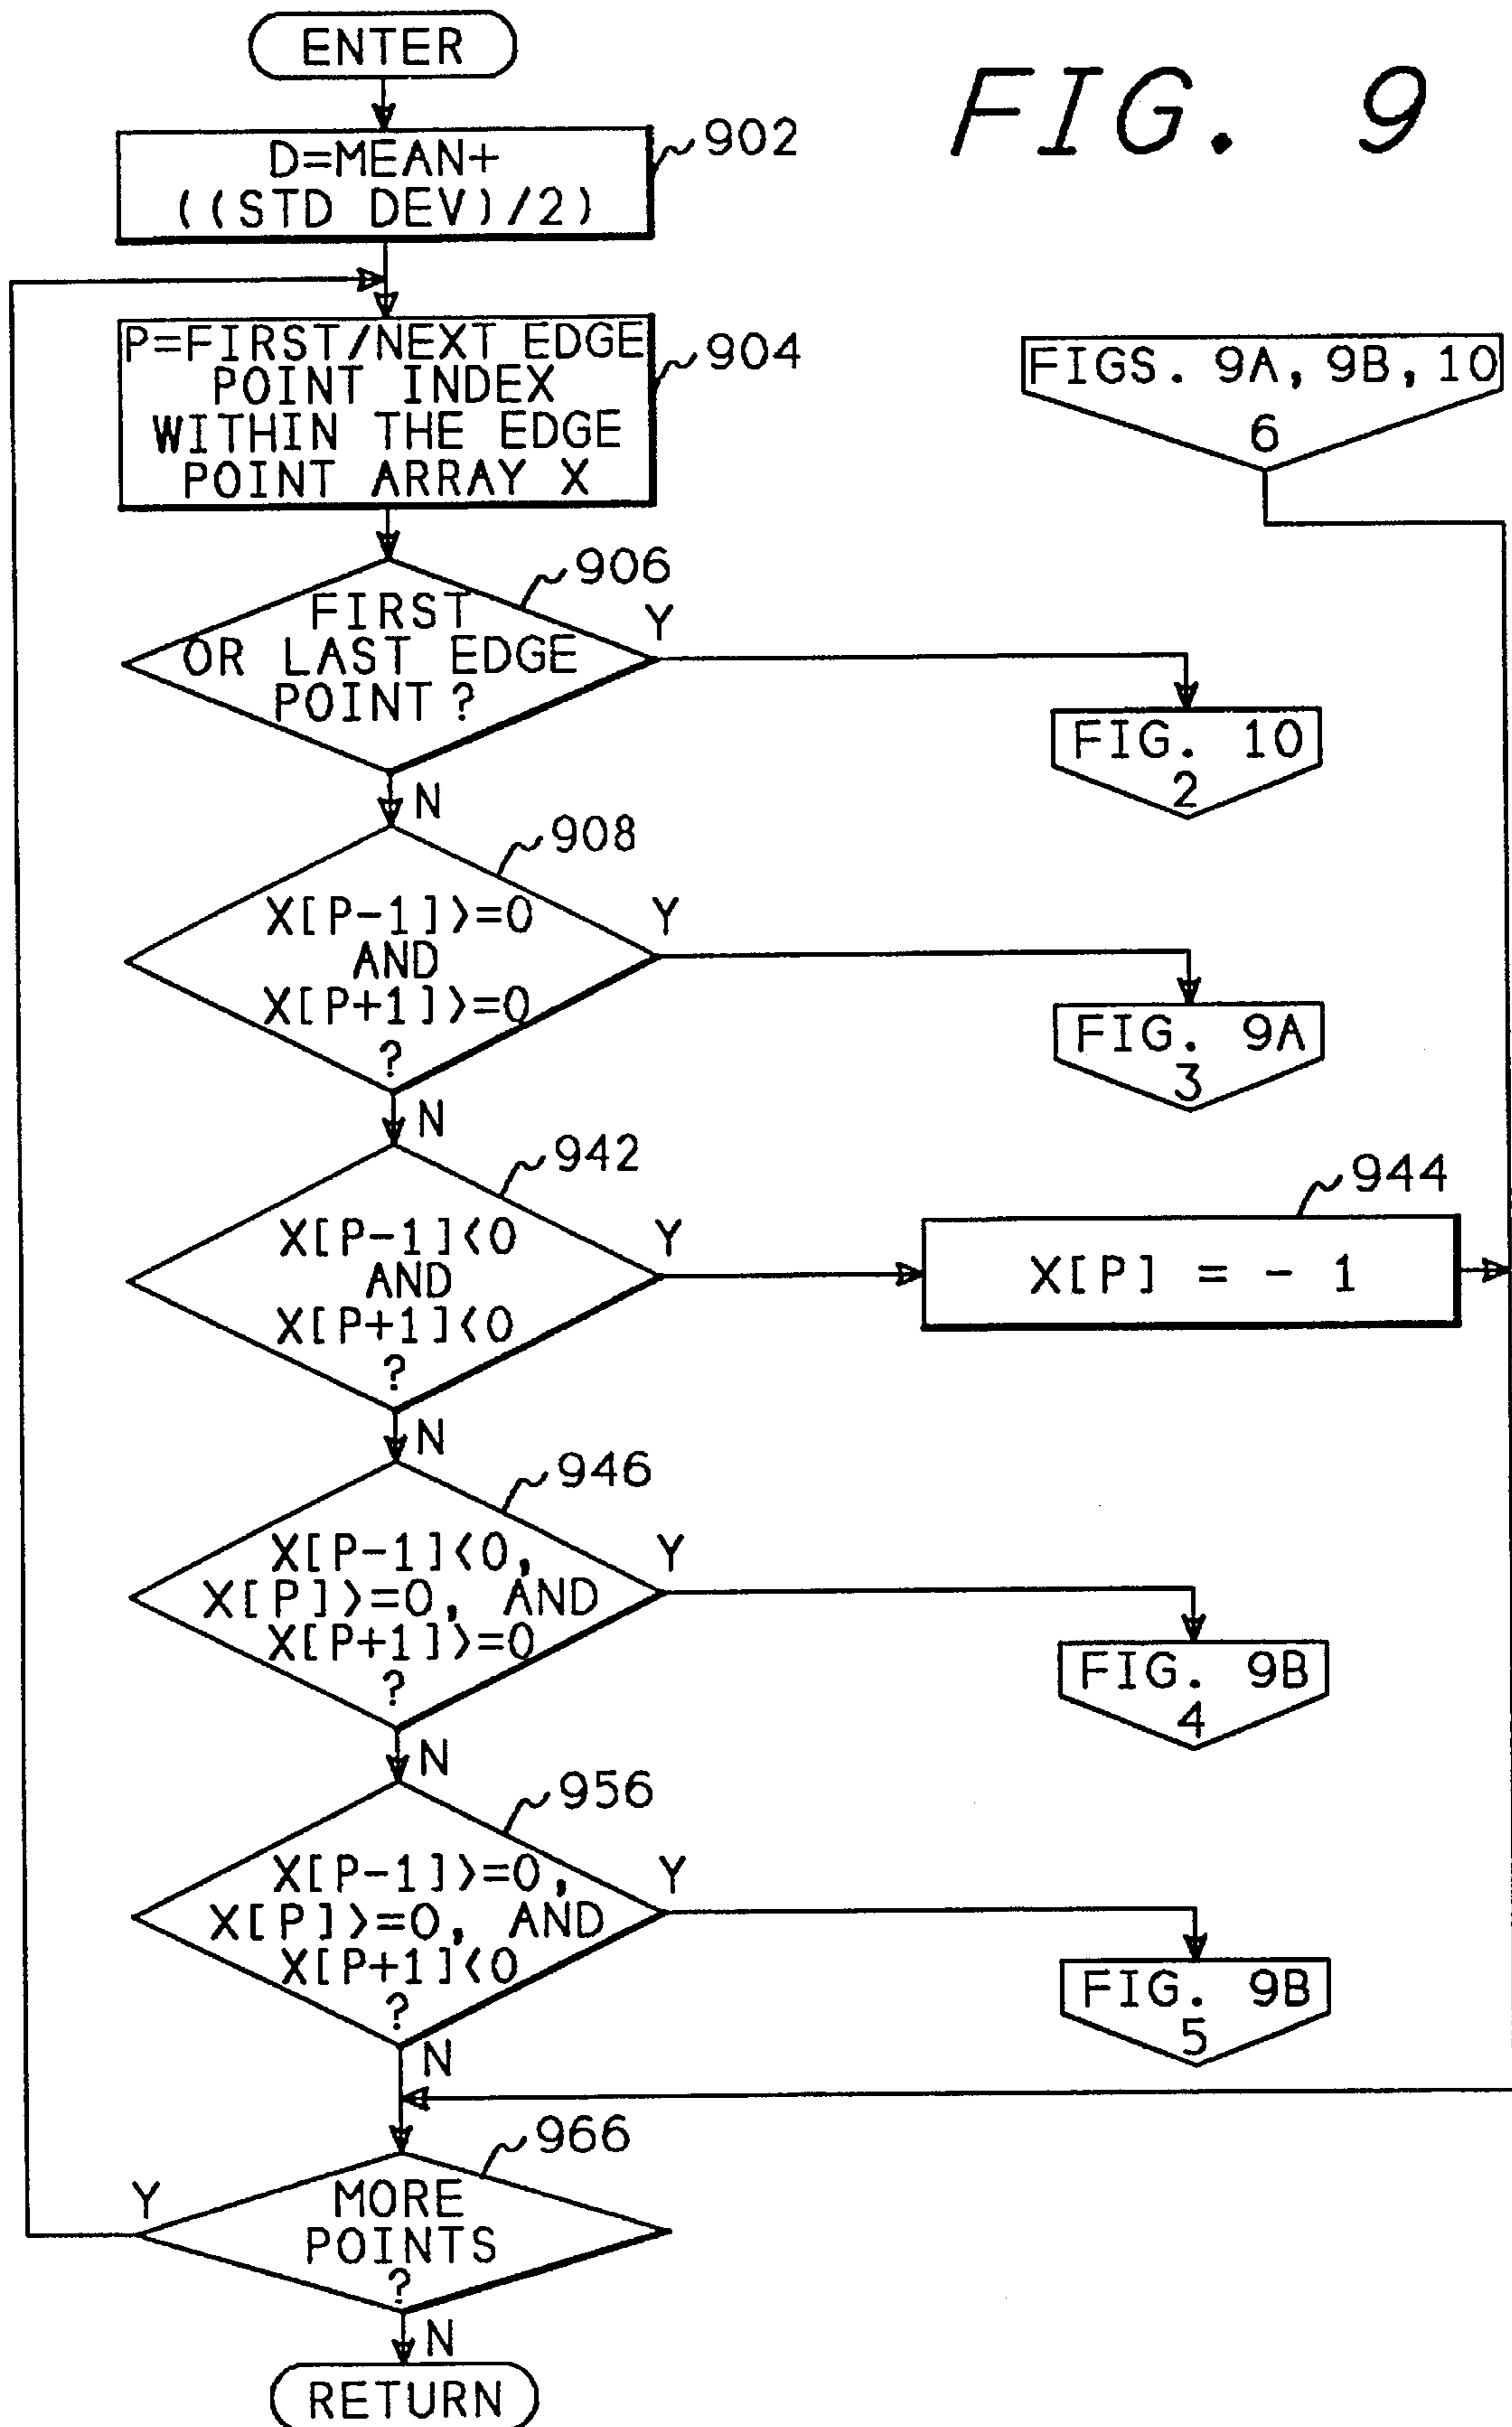 FIG. 9
ENTER
D=MEAN+
((STD DEV)/2)
902
P=FIRST/NEXT EDGE
POINT INDEX
WITHIN THE EDGE
POINT ARRAY X
904
FIGS. 9A, 9B, 10
6
906
FIRST
OR LAST EDGE
POINT?
Y
FIG. 10
2
N
908
X[P-1]>=0
AND
X[P+1]>=0
?
Y
FIG. 9A
3
N
942
X[P-1]<0
AND
X[P+1]<0
?
Y
944
X[P] = - 1
N
946
X[P-1]<0,
X[P]>=0, AND
X[P+1]>=0
?
Y
FIG. 9B
4
N
956
X[P-1]>=0,
X[P]>=0, AND
X[P+1]<0
?
Y
FIG. 9B
5
N
966
MORE
POINTS
?
Y
N
RETURN